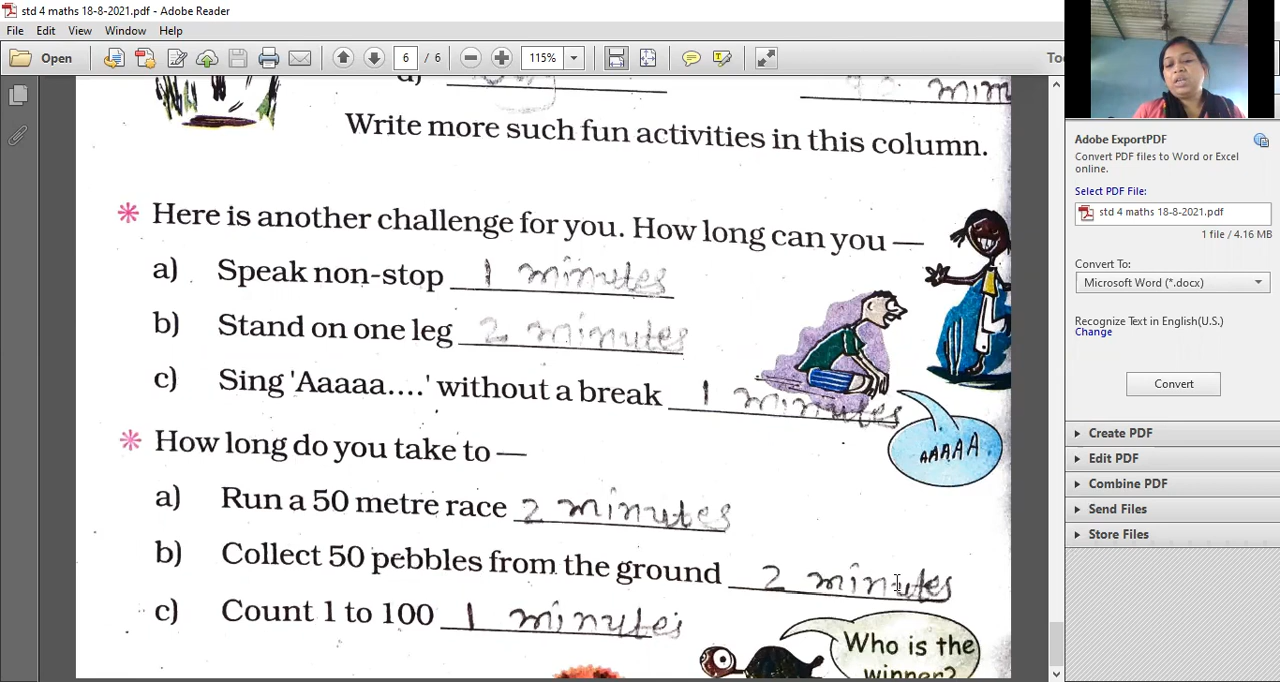 std 4 maths 18-8-2021.pdf - Adobe Reader
File Edit View Window Help
Open 6 / 6 115%
Write more such fun activities in this column.
Here is another challenge for you. How long can you —
a) Speak non-stop 1 minutes
b) Stand on one leg 2 minutes
c) Sing 'Aaaaa....' without a break 1 minutes
AAAAA
How long do you take to —
a) Run a 50 metre race 2 minutes
b) Collect 50 pebbles from the ground 2 minutes
c) Count 1 to 100 1 minutes
Who is the
winner?
Adobe ExportPDF
Convert PDF files to Word or Excel
online.
Select PDF File:
std 4 maths 18-8-2021.pdf
1 file / 4.16 MB
Convert To:
Microsoft Word (*.docx)
Recognize Text in English(U.S.)
Change
Convert
Create PDF
Edit PDF
Combine PDF
Send Files
Store Files